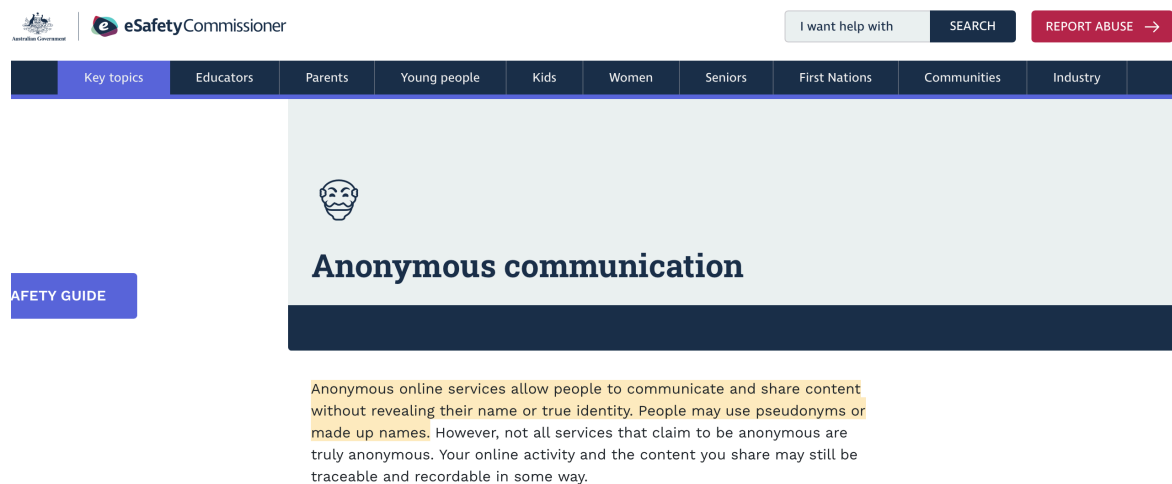 Australian Government
eSafetyCommissioner
I want help with
SEARCH
REPORT ABUSE →
Key topics
Educators
Parents
Young people
Kids
Women
Seniors
First Nations
Communities
Industry
Anonymous communication
AFETY GUIDE
Anonymous online services allow people to communicate and share content
without revealing their name or true identity. People may use pseudonyms or
made up names. However, not all services that claim to be anonymous are
truly anonymous. Your online activity and the content you share may still be
traceable and recordable in some way.